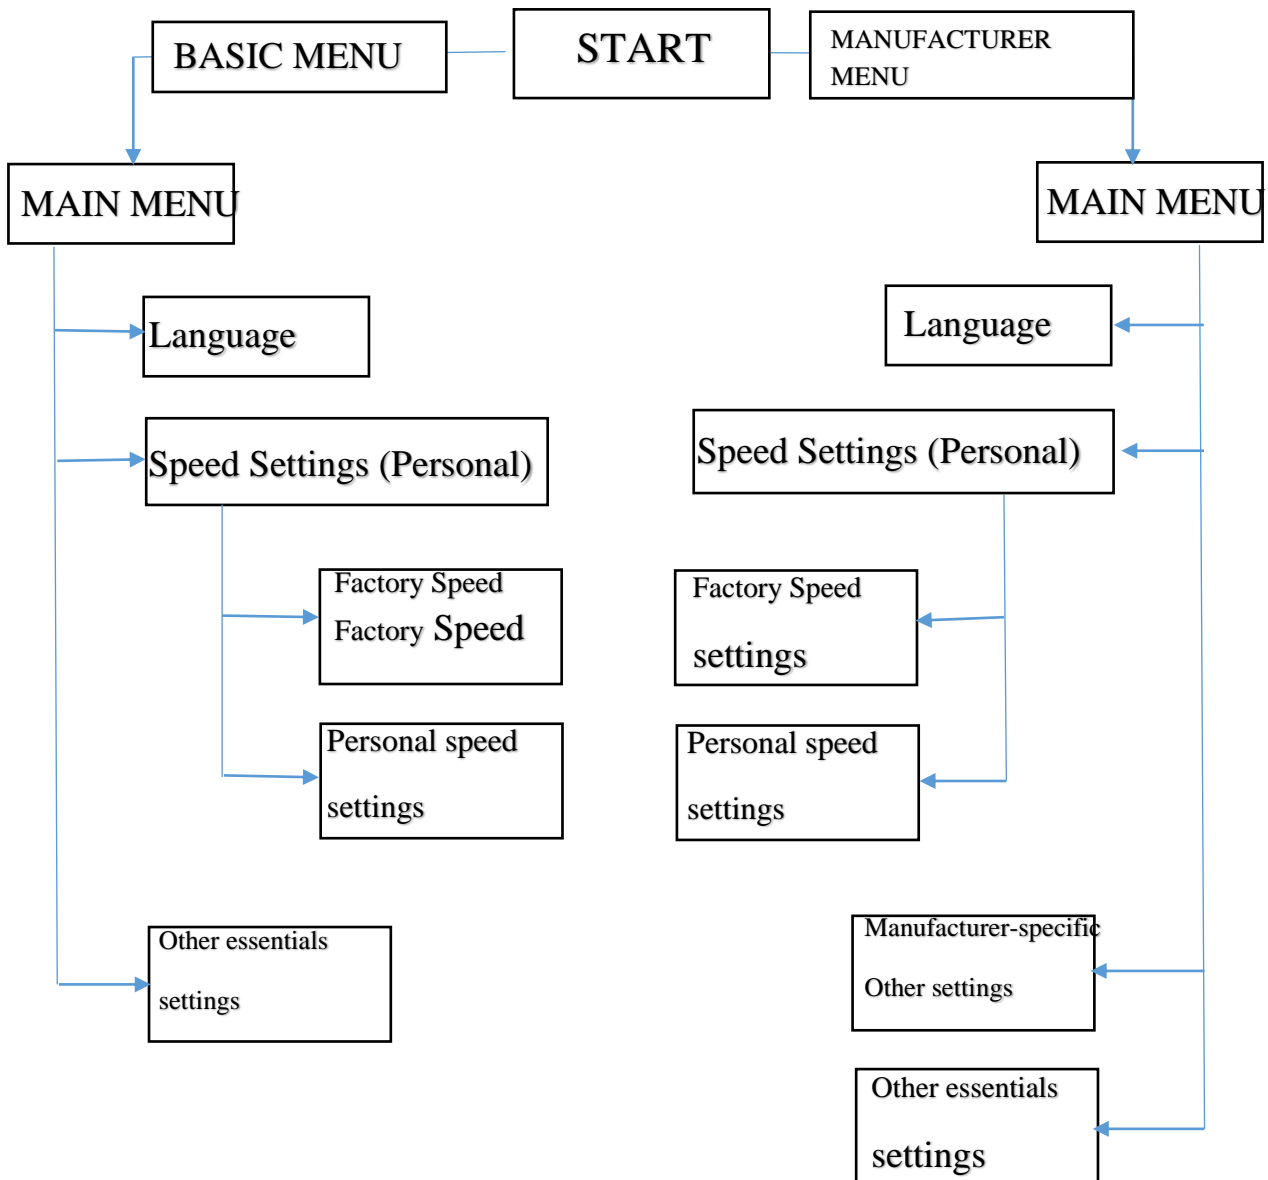 BASIC MENU
START
MANUFACTURER
MENU
MAIN MENU
MAIN MENU
Language
Language
Speed Settings (Personal)
Speed Settings (Personal)
Factory Speed
Factory Speed
Factory Speed
settings
Personal speed
settings
Personal speed
settings
Other essentials
settings
Manufacturer-specific
Other settings
Other essentials
settings